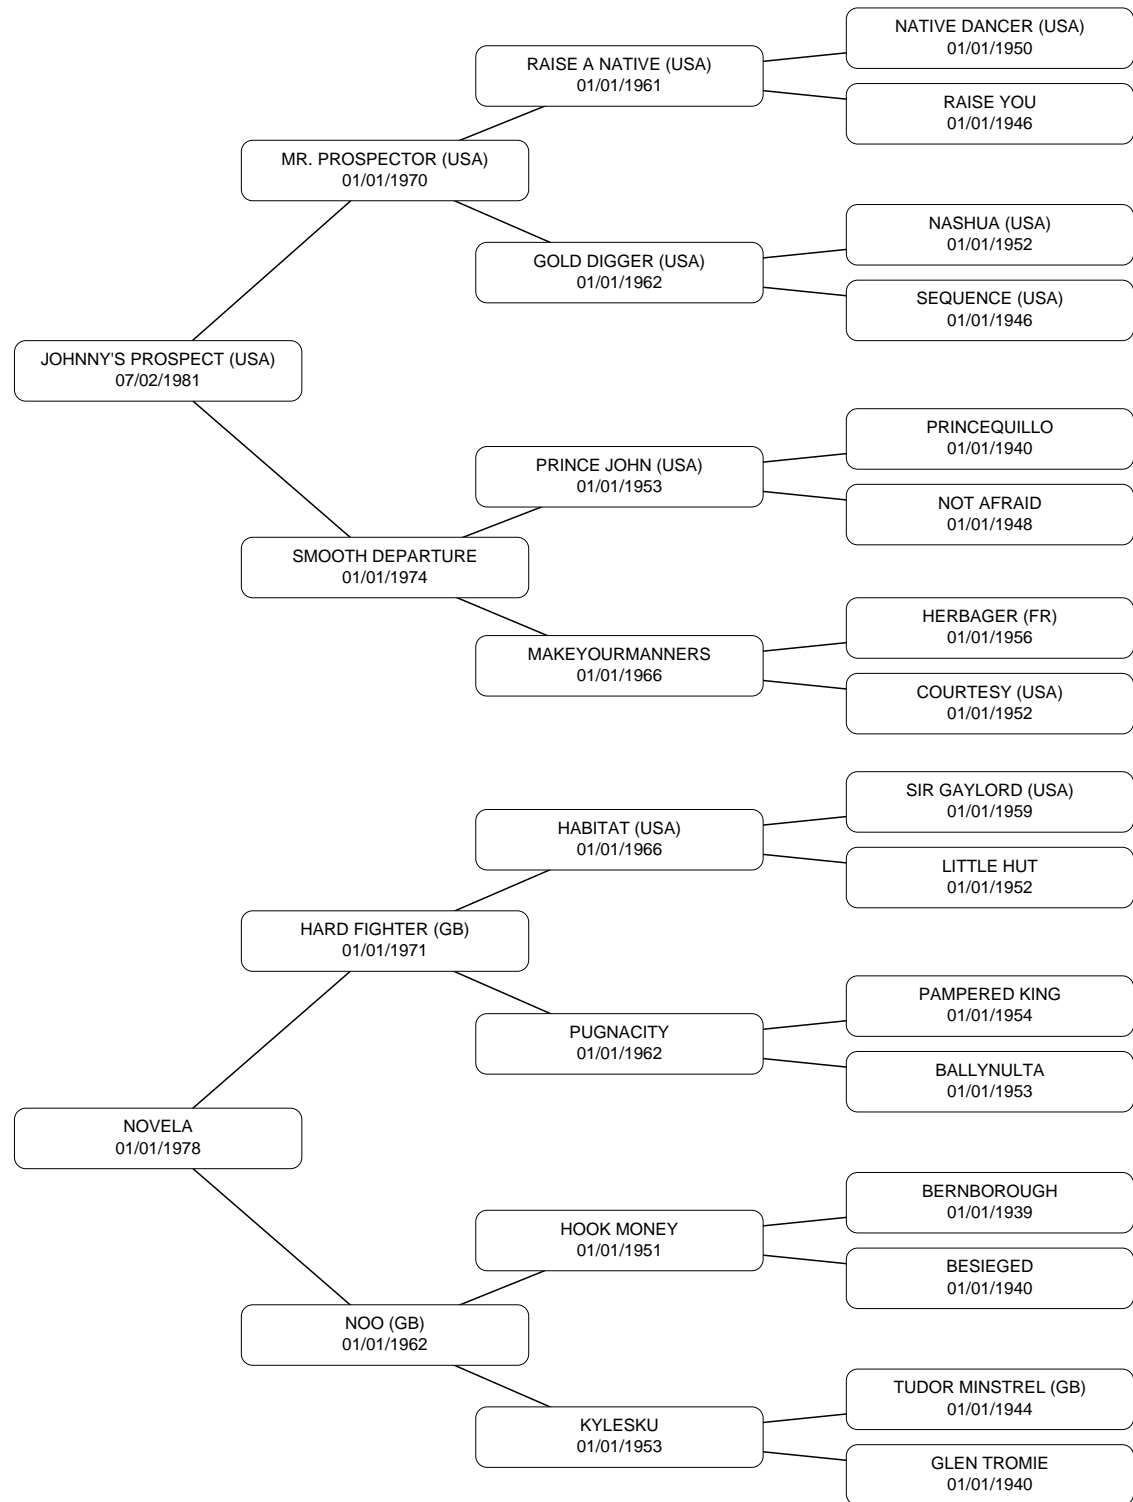 NATIVE DANCER (USA)
01/01/1950
RAISE A NATIVE (USA)
01/01/1961
RAISE YOU
01/01/1946
MR. PROSPECTOR (USA)
01/01/1970
NASHUA (USA)
01/01/1952
GOLD DIGGER (USA)
01/01/1962
SEQUENCE (USA)
01/01/1946
JOHNNY'S PROSPECT (USA)
07/02/1981
PRINCEQUILLO
01/01/1940
PRINCE JOHN (USA)
01/01/1953
NOT AFRAID
01/01/1948
SMOOTH DEPARTURE
01/01/1974
HERBAGER (FR)
01/01/1956
MAKEYOURMANNERS
01/01/1966
COURTESY (USA)
01/01/1952
SIR GAYLORD (USA)
01/01/1959
HABITAT (USA)
01/01/1966
LITTLE HUT
01/01/1952
HARD FIGHTER (GB)
01/01/1971
PAMPERED KING
01/01/1954
PUGNACITY
01/01/1962
BALLYNULTA
01/01/1953
NOVELA
01/01/1978
BERNBOROUGH
01/01/1939
HOOK MONEY
01/01/1951
BESIEGED
01/01/1940
NOO (GB)
01/01/1962
TUDOR MINSTREL (GB)
01/01/1944
KYLESKU
01/01/1953
GLEN TROMIE
01/01/1940